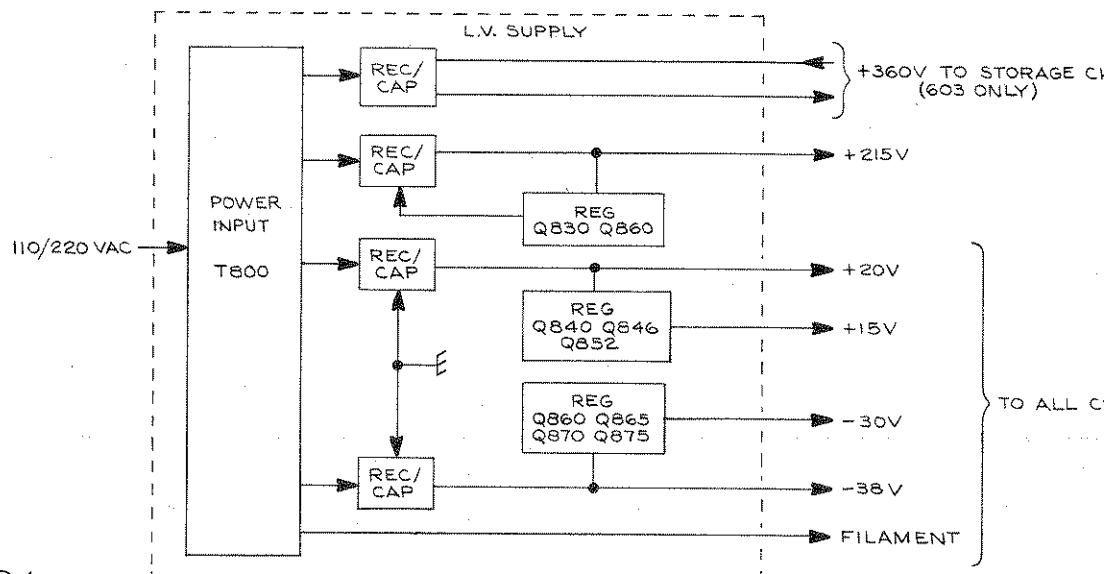 L.V. SUPPLY
REC/
CAP
+360V TO STORAGE
(603 ONLY)
REC/
CAP
+215V
POWER
INPUT
T800
REG
Q830 Q860
110/220 VAC
REC/
CAP
+20V
REG
Q840 Q846
Q852
+15V
REG
Q860 Q865
Q870 Q875
-30V
TO ALL
REC/
CAP
-38V
FILAMENT